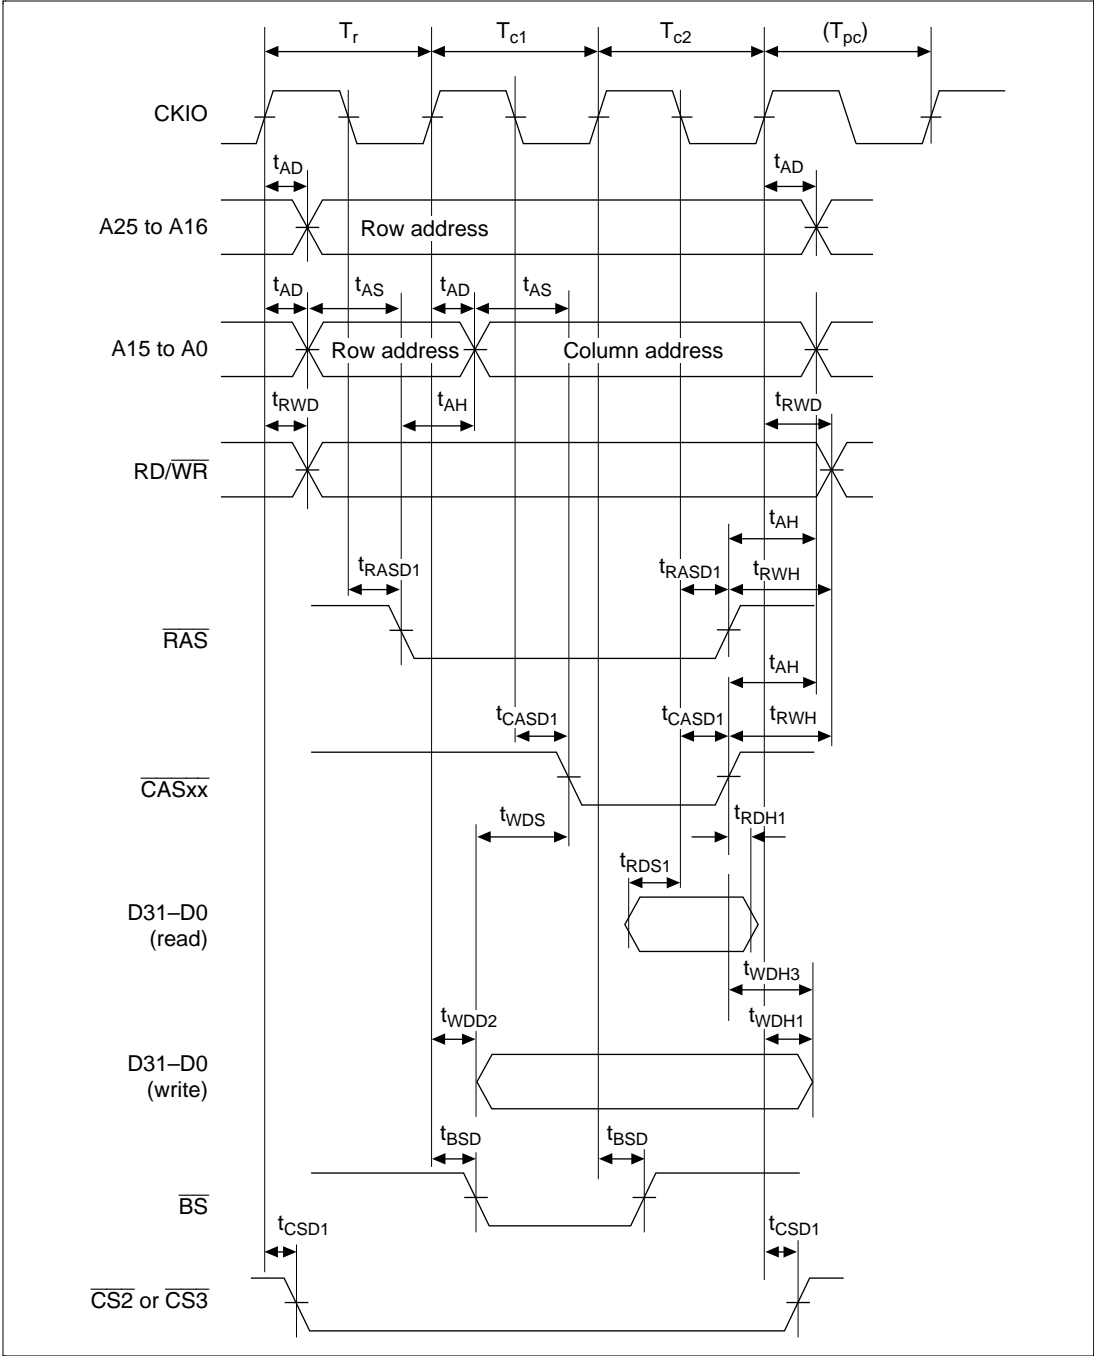 Tr Tc1 Tc2 (Tpc)
CKIO
tAD tAD
A25 to A16 Row address
tAD tAS tAD tAS
A15 to A0 Row address Column address
tRWD tAH tRWD
RD/WR
tAH
tRASD1 tRASD1 tRWH
RAS
tAH
tCASD1 tCASD1 tRWH
CASxx
tWDS tRDH1
tRDS1
D31–D0
(read)
tWDH3
tWDD2 tWDH1
D31–D0
(write)
tBSD tBSD
BS
tCSD1 tCSD1
CS2 or CS3